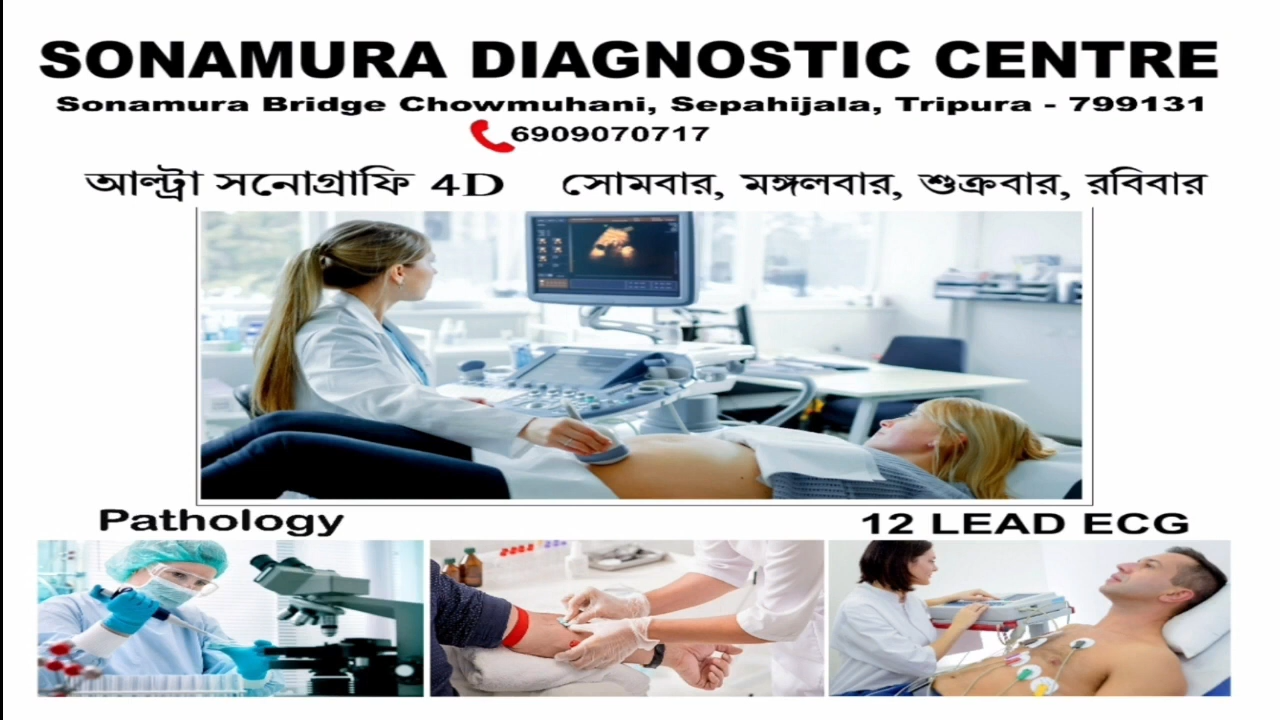 SONAMURA DIAGNOSTIC CENTRE
Sonamura Bridge Chowmuhani, Sepahijala, Tripura - 799131
6909070717
আল্ট্রা সনোগ্রাফি 4D সোমবার, মঙ্গলবার, শুক্রবার, রবিবার
Pathology
12 LEAD ECG